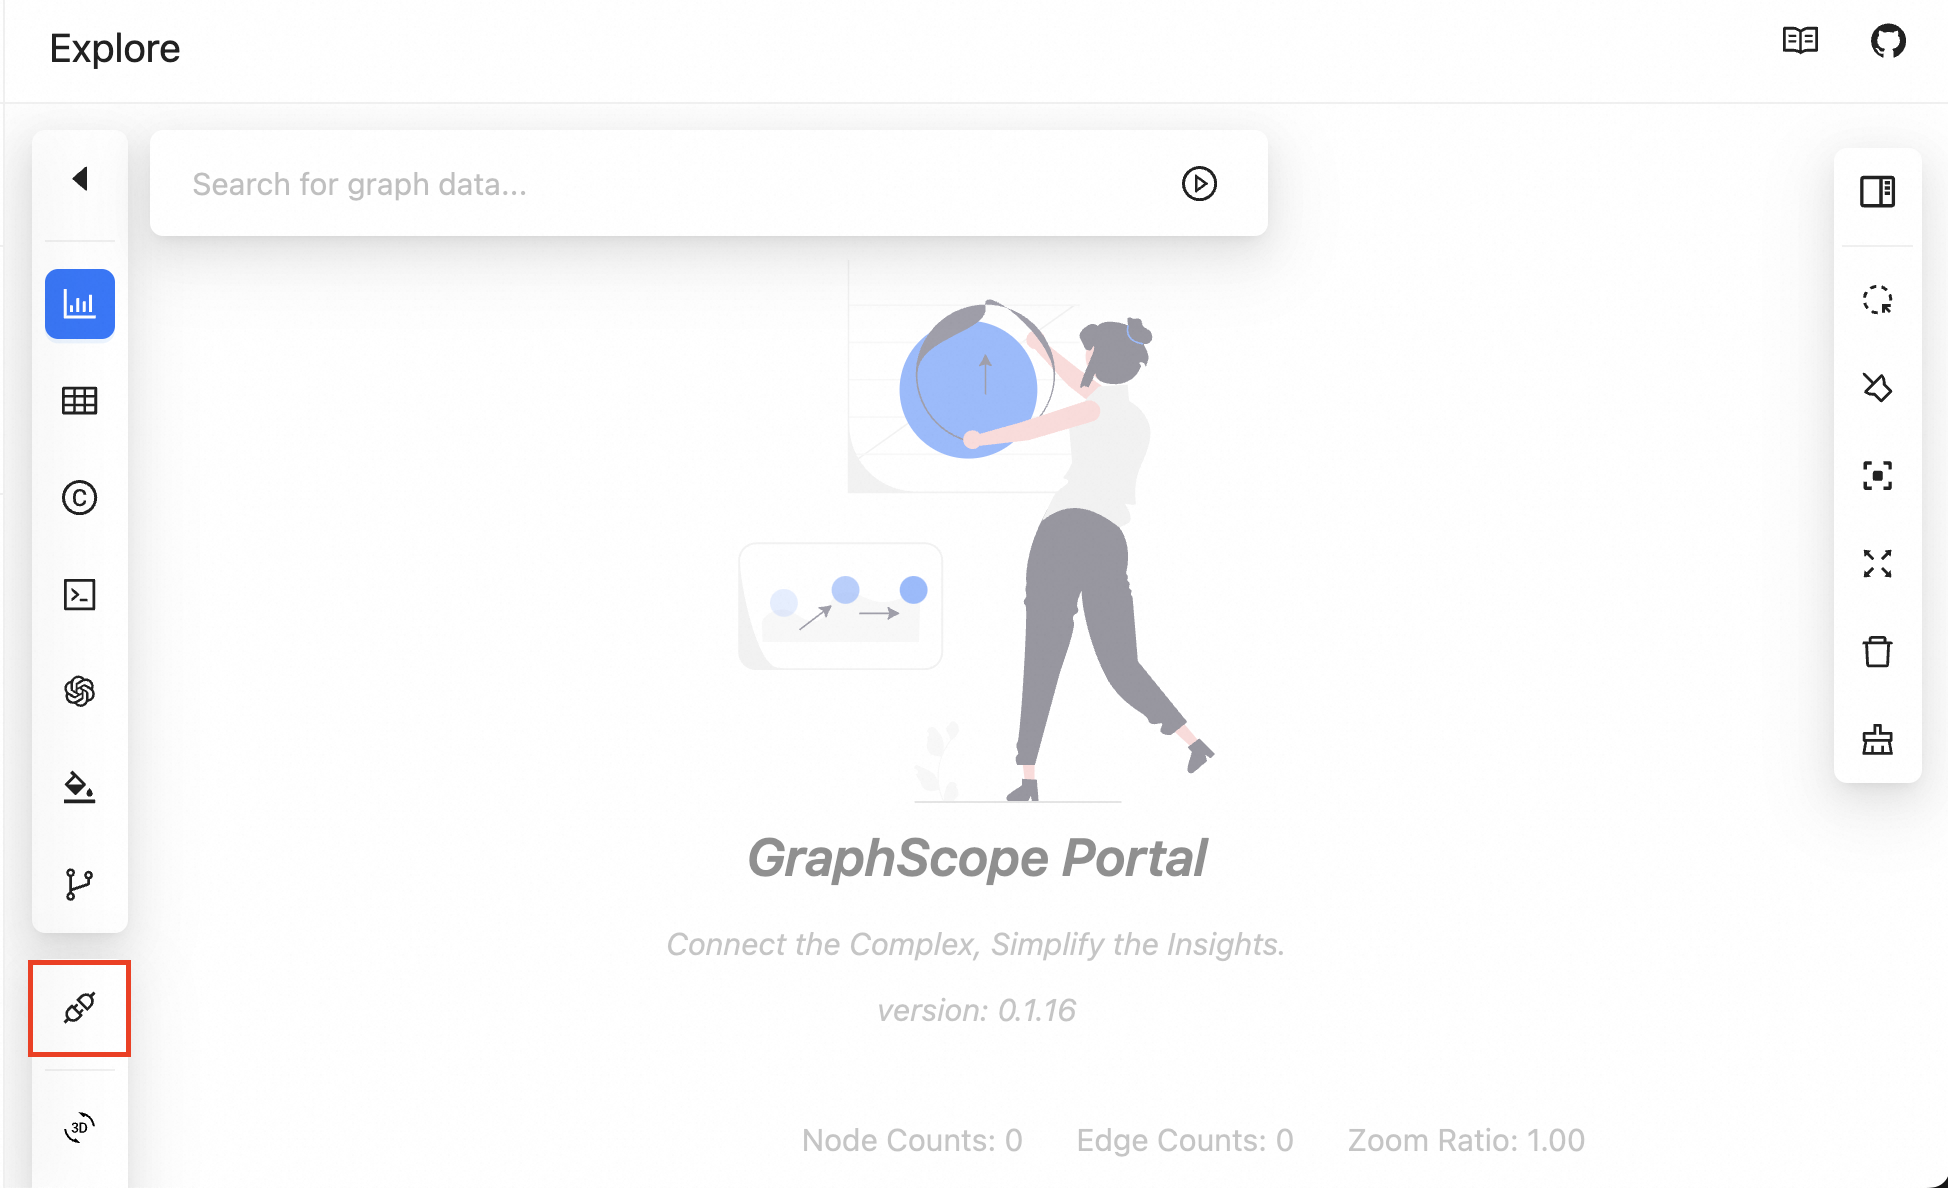 Explore
Search for graph data...
GraphScope Portal
Connect the Complex, Simplify the Insights.
version: 0.1.16
3D
Node Counts: 0 Edge Counts: 0 Zoom Ratio: 1.00